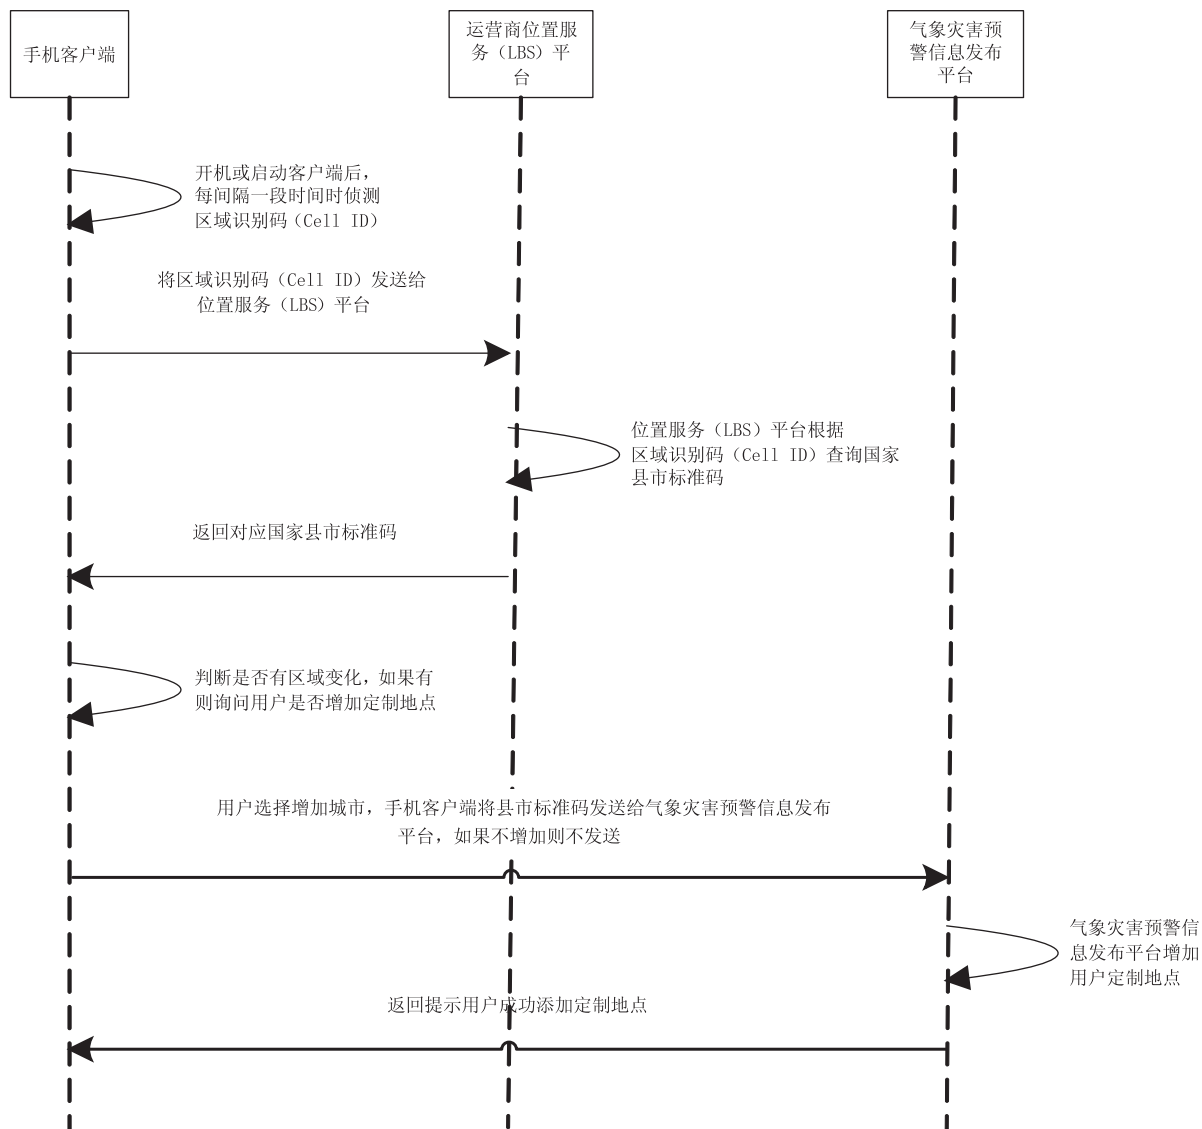 手机客户端
运营商位置服
务（LBS）平
台
气象灾害预
警信息发布
平台
开机或启动客户端后，
每间隔一段时间时侦测
区域识别码（Cell ID）
将区域识别码（Cell ID）发送给
位置服务（LBS）平台
位置服务（LBS）平台根据
区域识别码（Cell ID）查询国家
县市标准码
返回对应国家县市标准码
判断是否有区域变化，如果有
则询问用户是否增加定制地点
用户选择增加城市，手机客户端将县市标准码发送给气象灾害预警信息发布
平台，如果不增加则不发送
气象灾害预警信
息发布平台增加
用户定制地点
返回提示用户成功添加定制地点